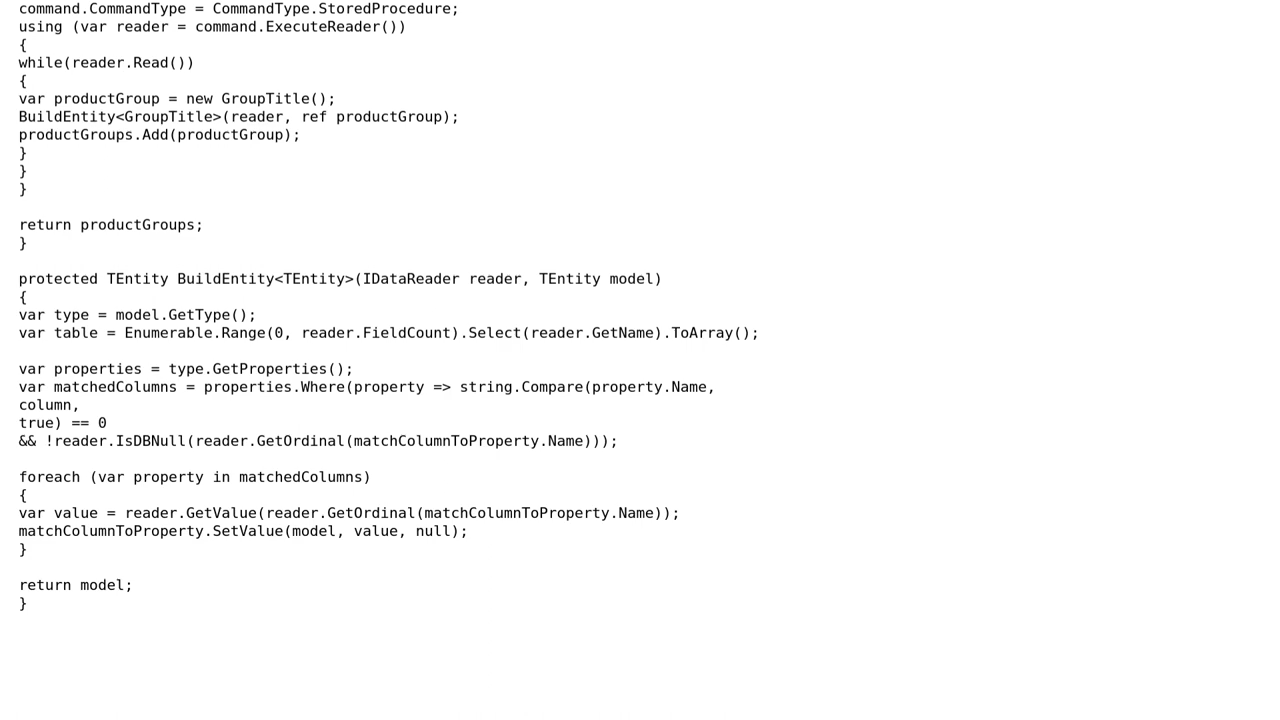 command.CommandType = CommandType.StoredProcedure;
using (var reader = command.ExecuteReader())
{
while(reader.Read())
{
var productGroup = new GroupTitle();
BuildEntity<GroupTitle>(reader, ref productGroup);
productGroups.Add(productGroup);
}
}
}

return productGroups;
}

protected TEntity BuildEntity<TEntity>(IDataReader reader, TEntity model)
{
var type = model.GetType();
var table = Enumerable.Range(0, reader.FieldCount).Select(reader.GetName).ToArray();

var properties = type.GetProperties();
var matchedColumns = properties.Where(property => string.Compare(property.Name,
column,
true) == 0
&& !reader.IsDBNull(reader.GetOrdinal(matchColumnToProperty.Name)));

foreach (var property in matchedColumns)
{
var value = reader.GetValue(reader.GetOrdinal(matchColumnToProperty.Name));
matchColumnToProperty.SetValue(model, value, null);
}

return model;
}